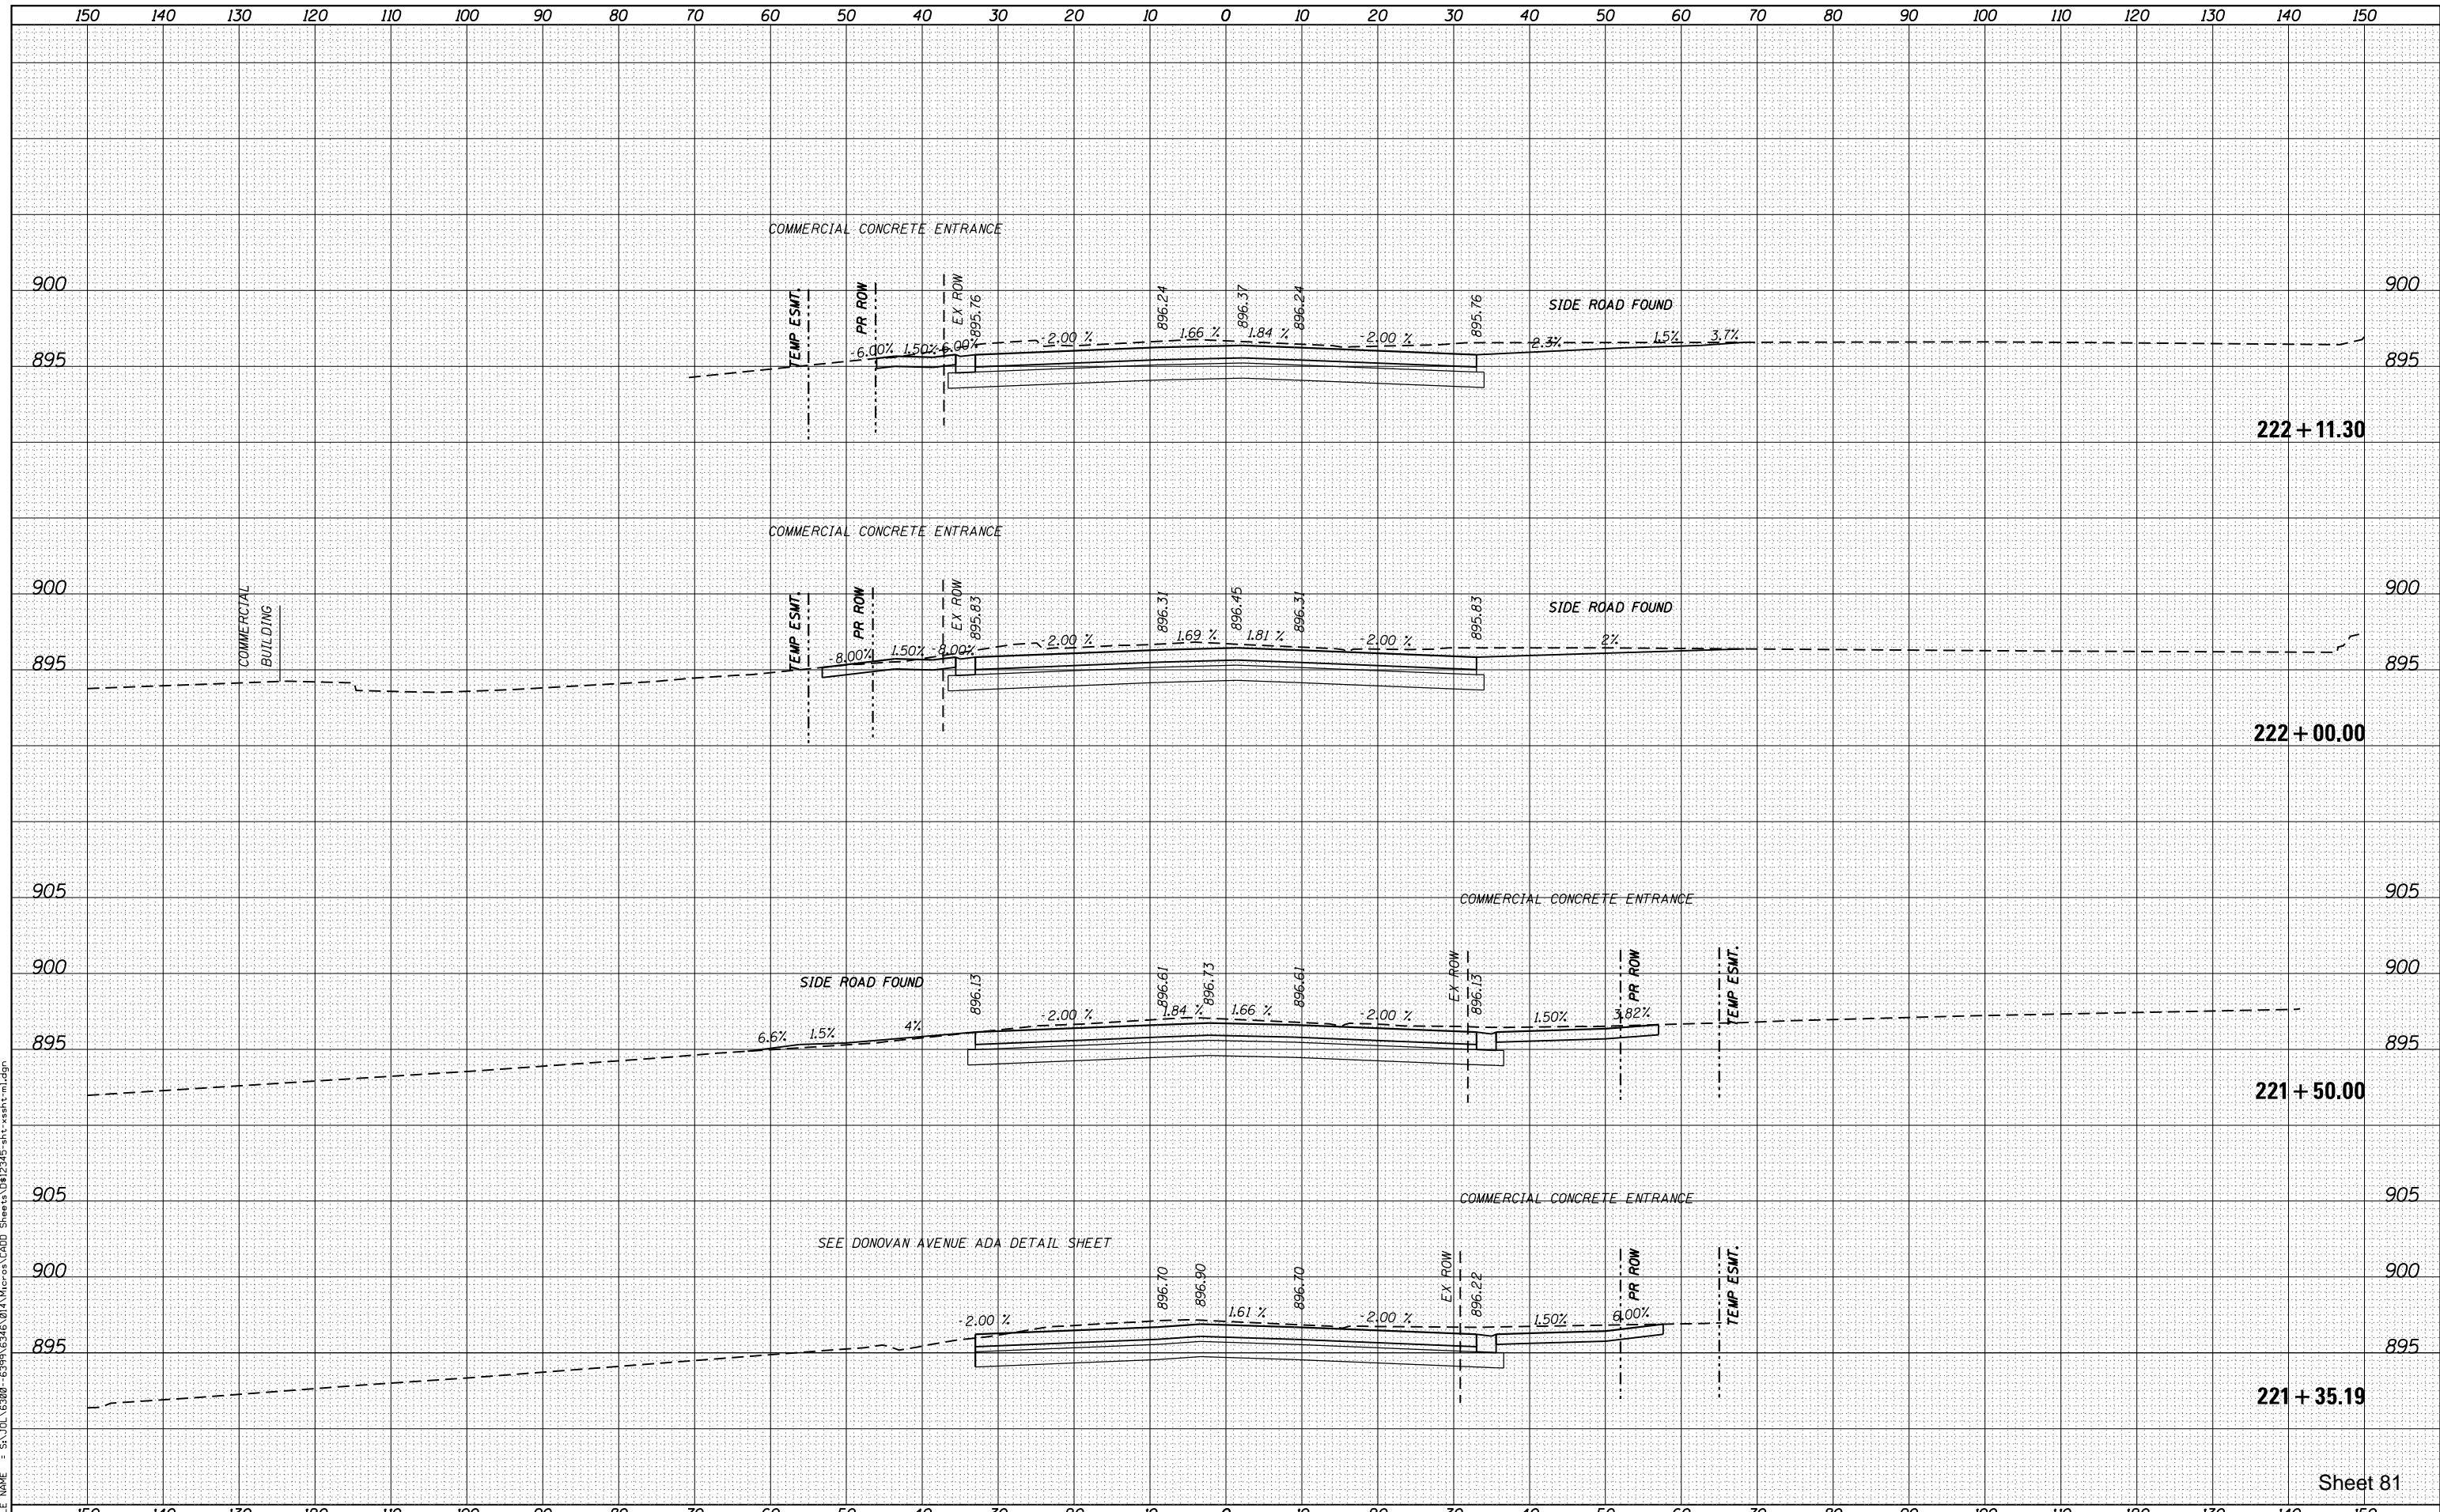 150 140 130 120 110 100 90 80 70 60 50 40 30 20 10 0 10 20 30 40 50 60 70 80 90 100 110 120 130 140 150
COMMERCIAL CONCRETE ENTRANCE
900 900
TEMP ESMT.
PR ROW
EX ROW
895.76
896.24
896.37
896.24
895.76
SIDE ROAD FOUND
-6.00% 1.50% -6.00% -2.00 % 1.66 % 1.84 % -2.00 % 2.3% 1.5% 3.7%
895 895
222+11.30
COMMERCIAL CONCRETE ENTRANCE
900 900
COMMERCIAL
BUILDING
TEMP ESMT.
PR ROW
EX ROW
895.83
896.31
896.45
896.31
895.83
SIDE ROAD FOUND
-8.00% 1.50% -8.00% -2.00 % 1.69 % 1.81 % -2.00 % 2%
895 895
222+00.00
905 905
COMMERCIAL CONCRETE ENTRANCE
900 900
SIDE ROAD FOUND
896.13
896.61
896.73
896.61
EX ROW
896.13
PR ROW
TEMP ESMT.
6.6% 1.5% 4% -2.00 % 1.84 % 1.66 % -2.00 % 1.50% 3.82%
895 895
221+50.00
905 905
COMMERCIAL CONCRETE ENTRANCE
SEE DONOVAN AVENUE ADA DETAIL SHEET
900 900
896.70
896.90
896.70
EX ROW
896.22
PR ROW
TEMP ESMT.
-2.00 % 1.61 % -2.00 % 1.50% 6.00%
895 895
221+35.19
Sheet 81